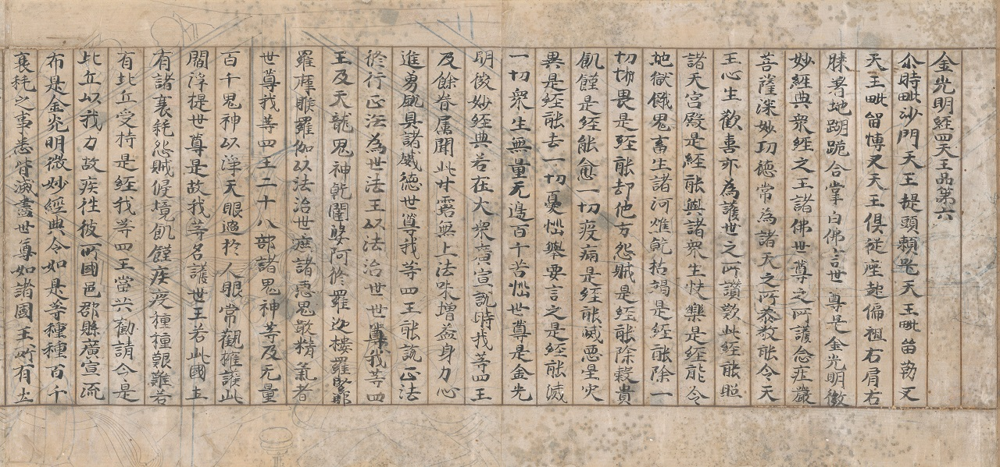 金光明經四天王品第六
尒時毗沙門天王提頭頼吒天王毗留勒叉
天王毗留博叉天王俱從座起偏袒右肩右
膝著地踟跪合掌白佛言世尊是金光明微
妙經典衆經之王諸佛世尊之所護念庄嚴
菩薩深妙功德常為諸天之所恭敬能令天
王心生歡喜亦為護世之所讃歎此經能照
諸天宮殿是經能與諸衆生快樂是經能令
地獄餓鬼畜生諸河燋乾枯竭是經能除一
切怖畏是經能却他方怨賊是經能除穀貴
飢饉是經能愈一切疫病是經能滅惡星灾
異是經能去一切憂惱舉要言之是經能滅
一切衆生無量无邊百千苦惱世尊是金光
明微妙經典若在大衆廣宣說時我等四王
及餘眷屬聞此甘露無上法味增益身力心
進勇銳具諸威德世尊我等四王能說正法
脩行正法為世法王以法治世世尊我等四
王及天龍鬼神乹闥婆阿脩羅迦樓羅緊那
羅摩睺羅伽以法治世遮諸惡鬼噉精氣者
世尊我等四王二十八部諸鬼神等及无量
百千鬼神以淨天眼過於人眼常觀擁護此
閻浮提世尊是故我等名護世王若此國土
有諸衰耗怨賊侵境飢饉疾疫種種艱難若
有比丘受持是經我等四王當共勸請令是
比丘以我力故疾往彼所國邑郡縣廣宣流
布是金光明微妙經典令如是等種種百千
衰耗之事悉皆滅盡世尊如諸國王所有土